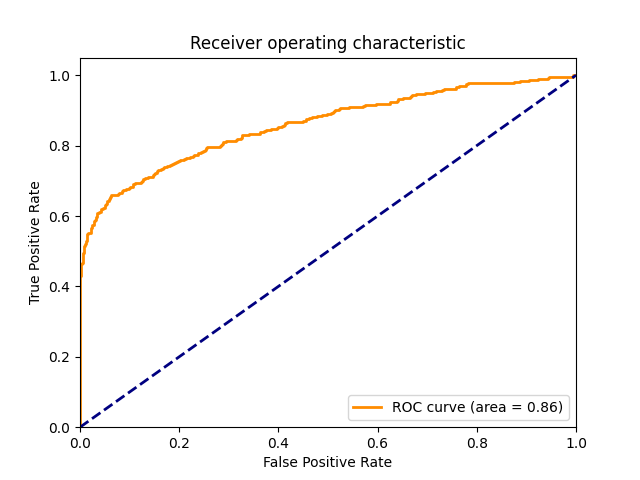 Receiver operating characteristic
1.0
0.8
0.6
0.4
0.2
0.0
True Positive Rate
ROC curve (area = 0.86)
0.0 0.2 0.4 0.6 0.8 1.0
False Positive Rate